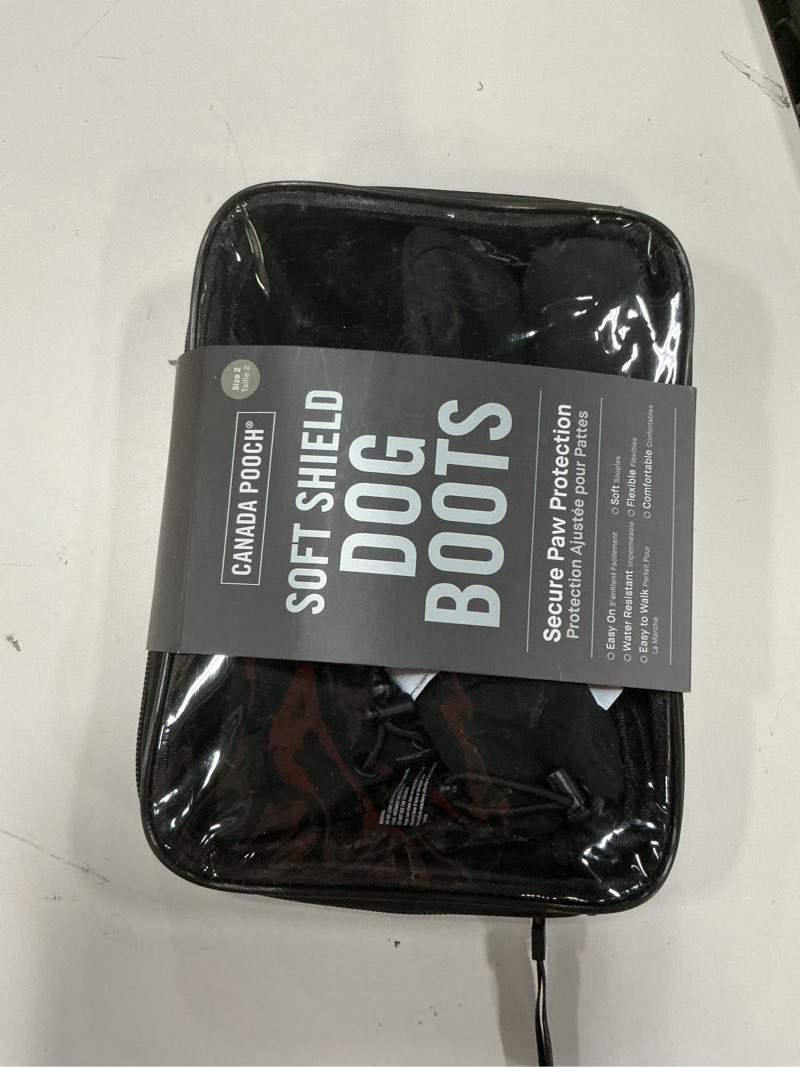 Size 2
Taille 2
CANADA POOCH®
SOFT SHIELD
DOG
BOOTS
Secure Paw Protection
Protection Ajustée pour Pattes
○ Easy On S'enfilent Facilement
○ Water Resistant Imperméable
○ Easy to Walk Parfait Pour
La Marche
○ Soft Souples
○ Flexible Flexibles
○ Comfortable Confortables